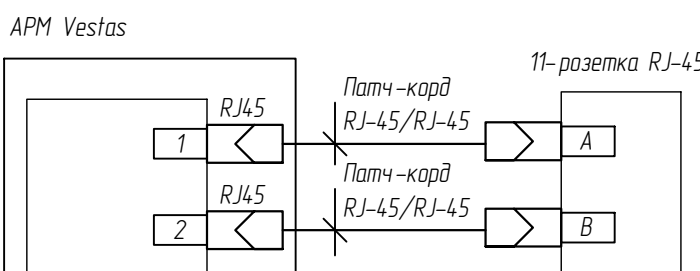 АРМ Vestas
11-розетка RJ-45
Патч-корд
RJ45
RJ-45/RJ-45
1
A
Патч-корд
RJ45
RJ-45/RJ-45
2
B